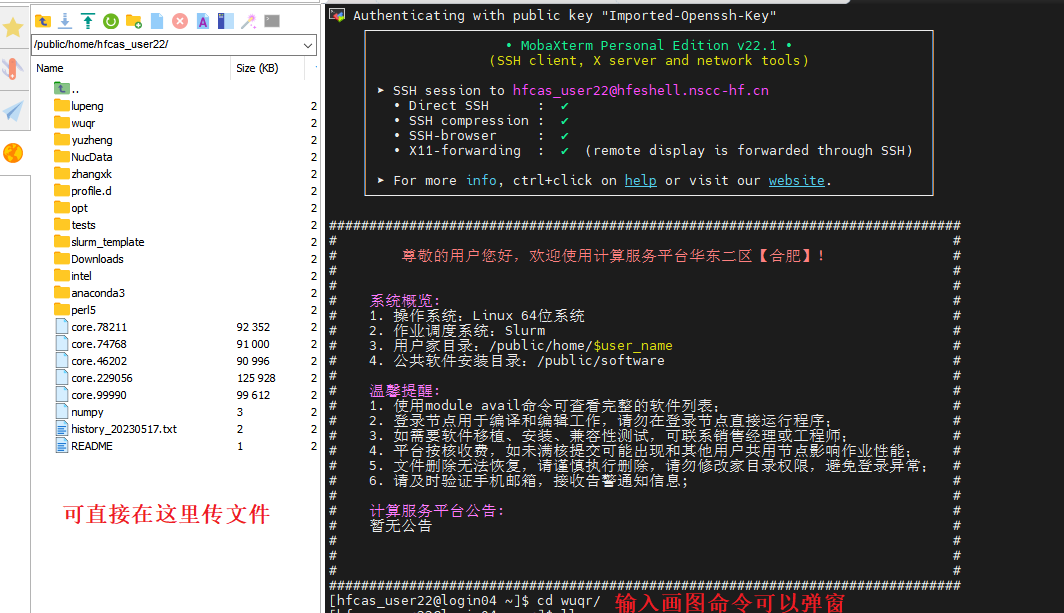 /public/home/hfcas_user22/
Name Size (KB)
..
lupeng 2
wuqr 2
yuzheng 2
NucData 2
zhangxk 2
profile.d 2
opt 2
tests 2
slurm_template 2
Downloads 2
intel 2
anaconda3 2
perl5 2
core.78211 92 352 2
core.74768 91 000 2
core.46202 90 996 2
core.229056 125 928 2
core.99990 99 612 2
numpy 3 2
history_20230517.txt 2 2
README 1 2
可直接在这里传文件
Authenticating with public key "Imported-Openssh-Key"
• MobaXterm Personal Edition v22.1 •
(SSH client, X server and network tools)
➤ SSH session to hfcas_user22@hfeshell.nscc-hf.cn
• Direct SSH : ✔
• SSH compression : ✔
• SSH-browser : ✔
• X11-forwarding : ✔ (remote display is forwarded through SSH)
➤ For more info, ctrl+click on help or visit our website.
###############################################################################
# #
# 尊敬的用户您好，欢迎使用计算服务平台华东二区【合肥】! #
# #
# #
# 系统概览: #
# 1. 操作系统: Linux 64位系统 #
# 2. 作业调度系统: Slurm #
# 3. 用户家目录: /public/home/$user_name #
# 4. 公共软件安装目录: /public/software #
# #
# 温馨提醒: #
# 1. 使用module avail命令可查看完整的软件列表; #
# 2. 登录节点用于编译和编辑工作，请勿在登录节点直接运行程序; #
# 3. 如需要软件移植、安装、兼容性测试，可联系销售经理或工程师; #
# 4. 平台按核收费，如未满核提交可能出现和其他用户共用节点影响作业性能; #
# 5. 文件删除无法恢复，请谨慎执行删除，请勿修改家目录权限，避免登录异常; #
# 6. 请及时验证手机邮箱，接收告警通知信息; #
# #
# 计算服务平台公告: #
# 暂无公告 #
# #
# #
# #
###############################################################################
[hfcas_user22@login04 ~]$ cd wuqr/
输入画图命令可以弹窗